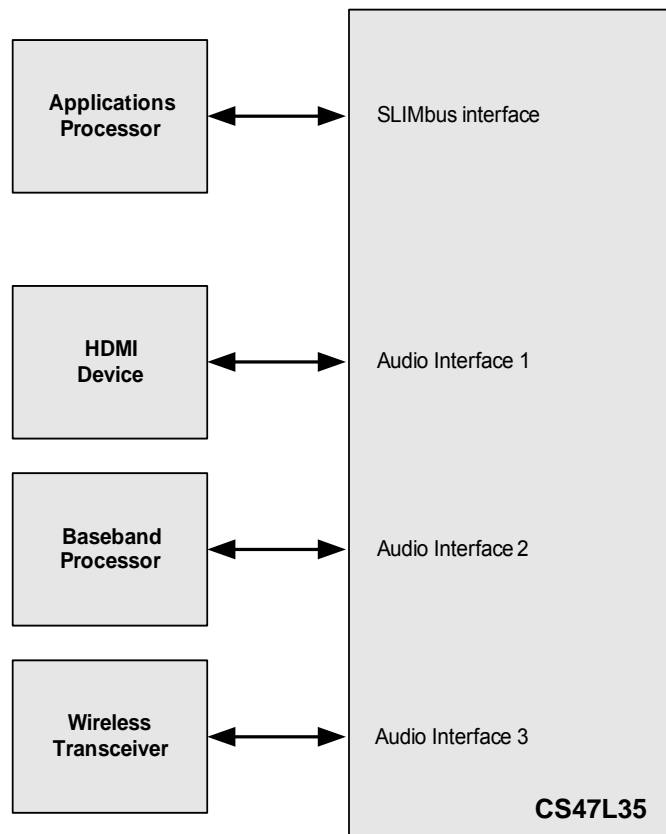 Applications
Processor
SLIMbus interface
HDMI
Device
Audio Interface 1
Baseband
Processor
Audio Interface 2
Wireless
Transceiver
Audio Interface 3
CS47L35